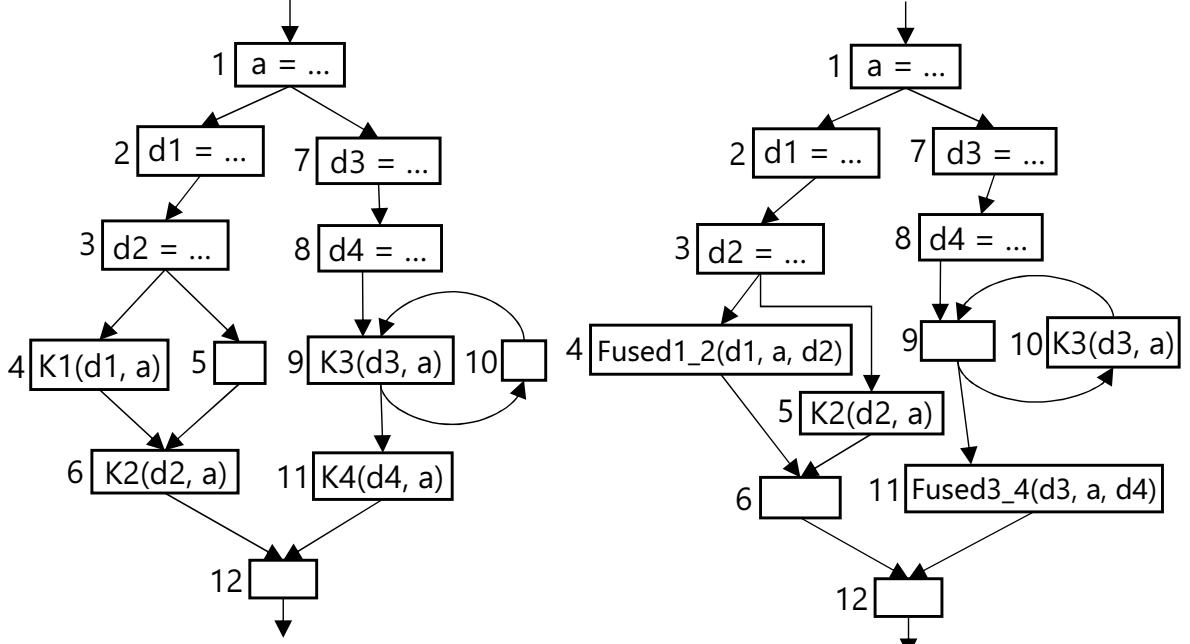 1 a = ...
2 d1 = ...
7 d3 = ...
3 d2 = ...
8 d4 = ...
4 K1(d1, a)
5
9 K3(d3, a)
10
6 K2(d2, a)
11 K4(d4, a)
12
1 a = ...
2 d1 = ...
7 d3 = ...
3 d2 = ...
8 d4 = ...
4 Fused1_2(d1, a, d2)
9
10 K3(d3, a)
5 K2(d2, a)
6
11 Fused3_4(d3, a, d4)
12